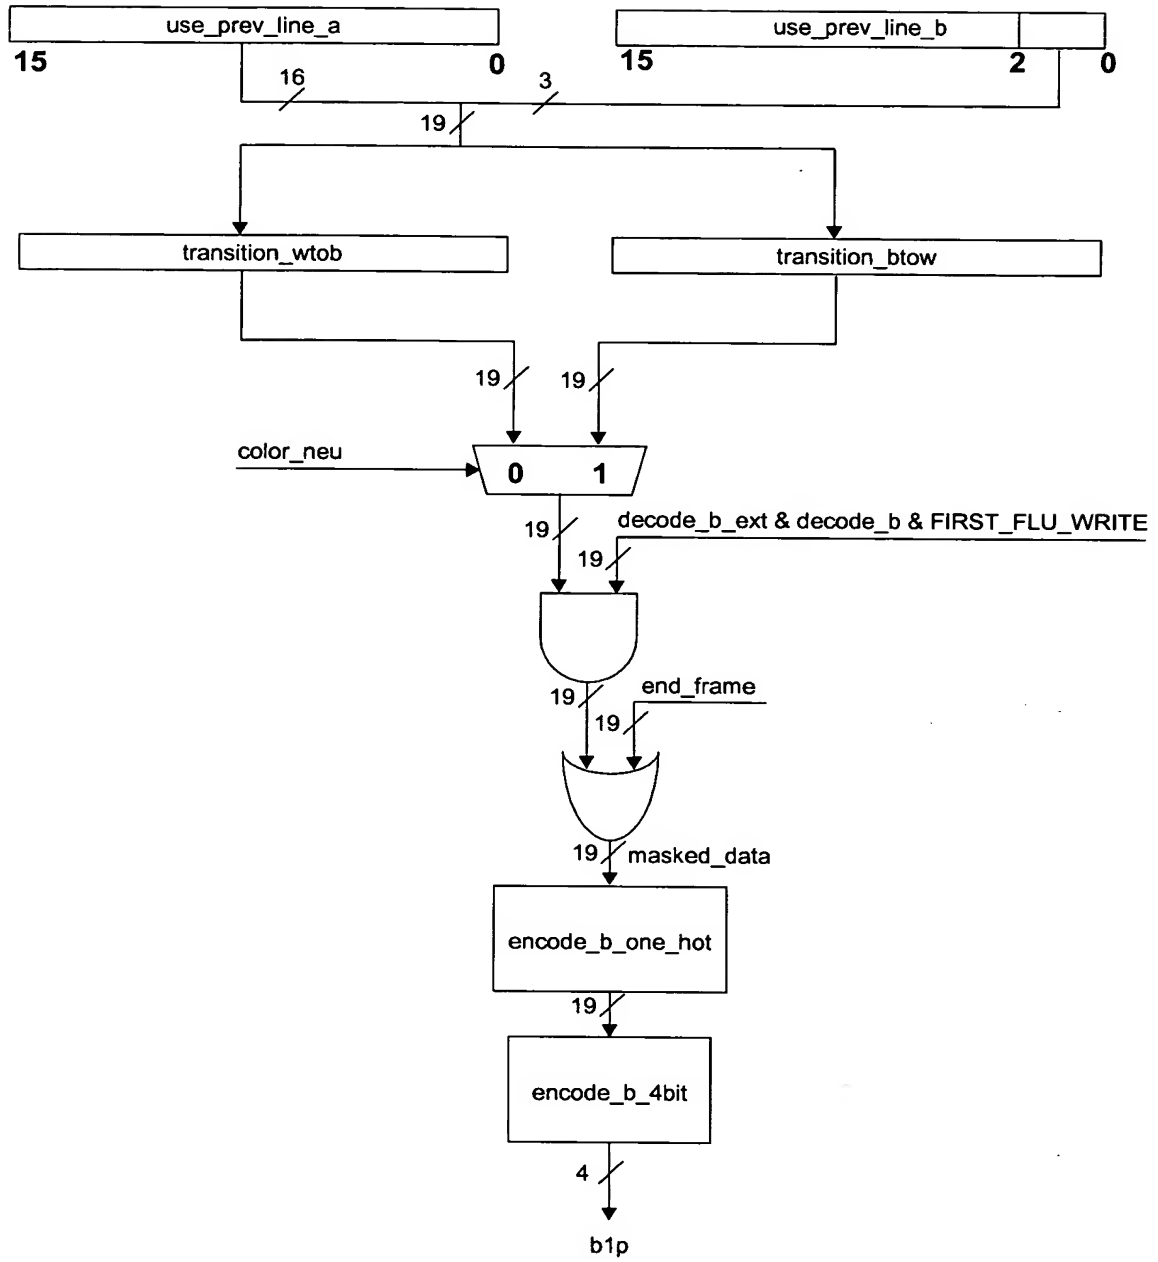 use_prev_line_a
use_prev_line_b
15
0
15
2
0
16
3
19
transition_wtob
transition_btow
19
19
color_neu
0
1
19
decode_b_ext & decode_b & FIRST_FLU_WRITE
19
19
end_frame
19
19
masked_data
encode_b_one_hot
19
encode_b_4bit
4
b1p